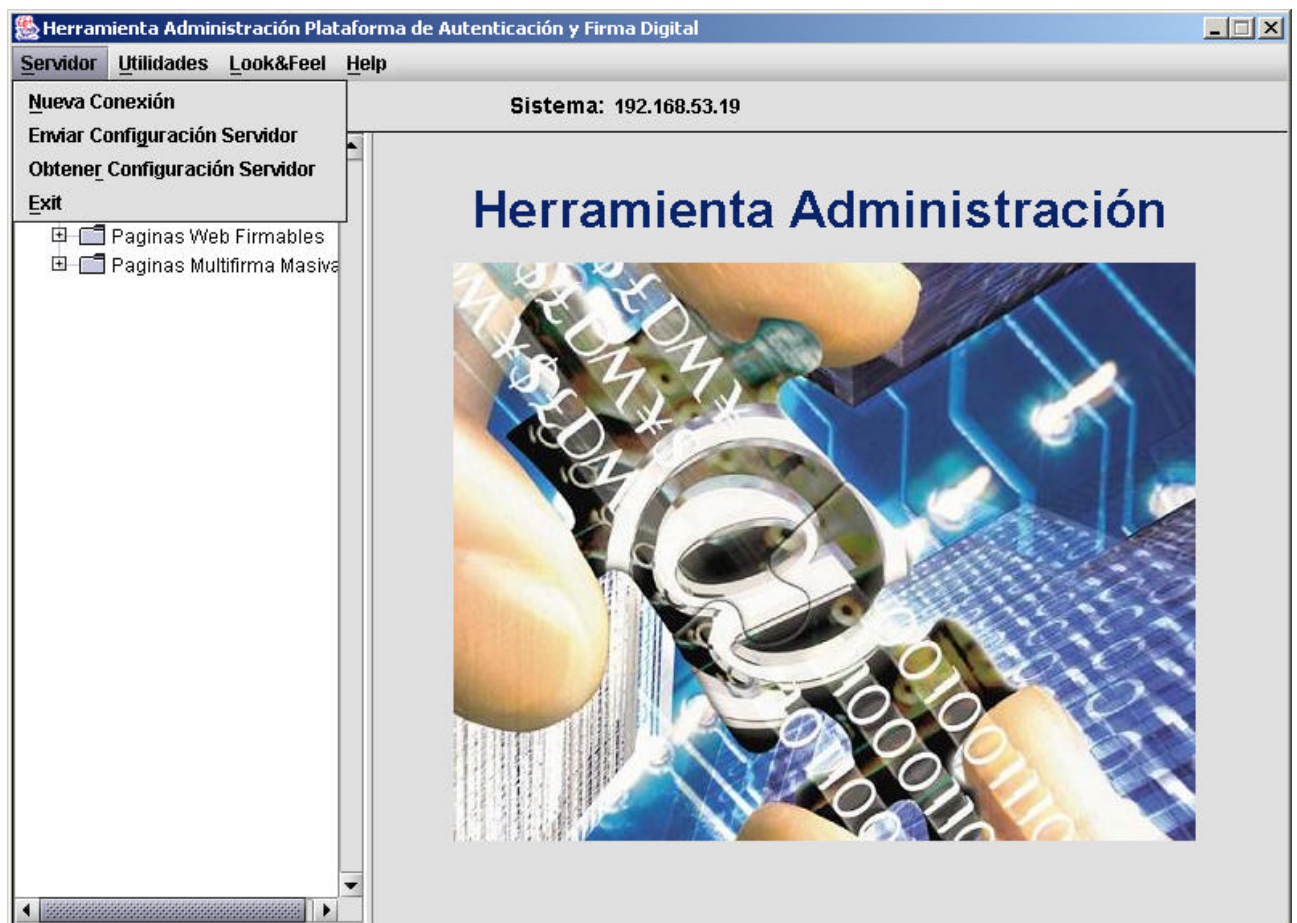 Herramienta Administración Plataforma de Autenticación y Firma Digital
Servidor Utilidades Look&Feel Help
Nueva Conexión
Enviar Configuración Servidor
Obtener Configuración Servidor
Exit
Sistema: 192.168.53.19
Paginas Web Firmables
Paginas Multifirma Masiva
Herramienta Administración